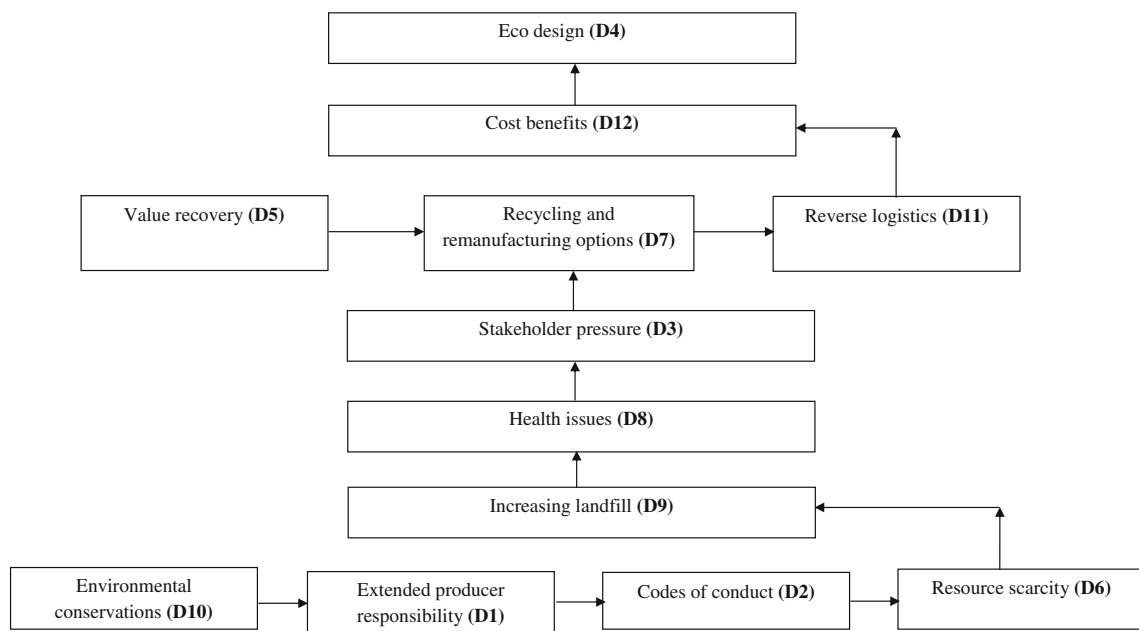 Eco design (D4)
Cost benefits (D12)
Value recovery (D5)
Recycling and
remanufacturing options (D7)
Reverse logistics (D11)
Stakeholder pressure (D3)
Health issues (D8)
Increasing landfill (D9)
Environmental
conservations (D10)
Extended producer
responsibility (D1)
Codes of conduct (D2)
Resource scarcity (D6)